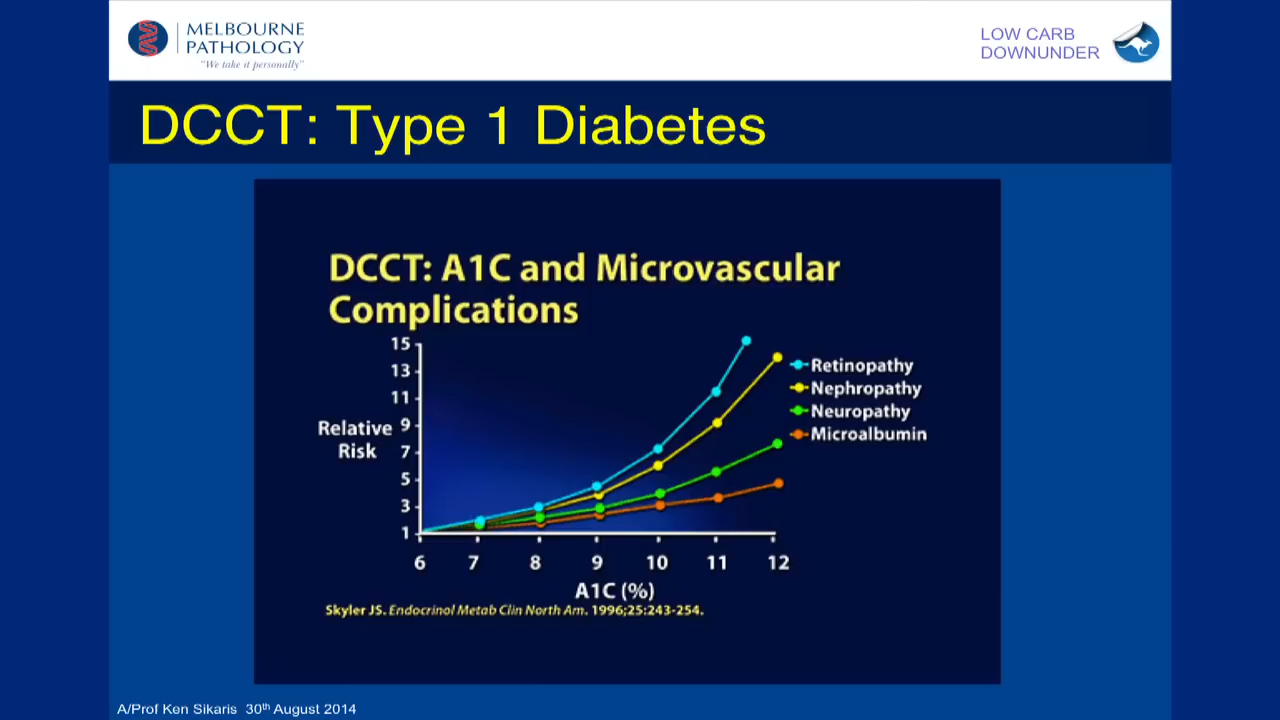 MELBOURNE
PATHOLOGY
"We take it personally"
LOW CARB
DOWNUNDER
DCCT: Type 1 Diabetes
DCCT: A1C and Microvascular
Complications
15
13
11
9
7
5
3
1
Relative
Risk
Retinopathy
Nephropathy
Neuropathy
Microalbumin
6 7 8 9 10 11 12
A1C (%)
Skyler JS. Endocrinol Metab Clin North Am. 1996;25:243-254.
A/Prof Ken Sikaris 30th August 2014